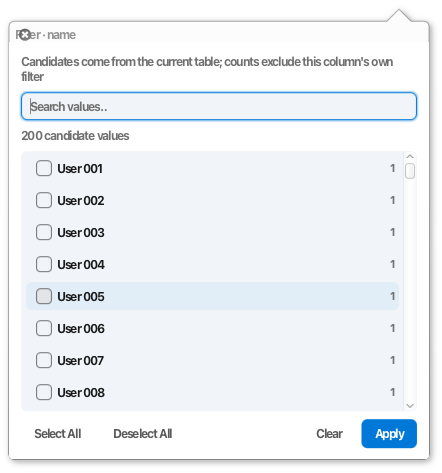 Filter · name
Candidates come from the current table; counts exclude this column's own
filter
Search values..
200 candidate values
User 001 1
User 002 1
User 003 1
User 004 1
User 005 1
User 006 1
User 007 1
User 008 1
Select All Deselect All Clear Apply